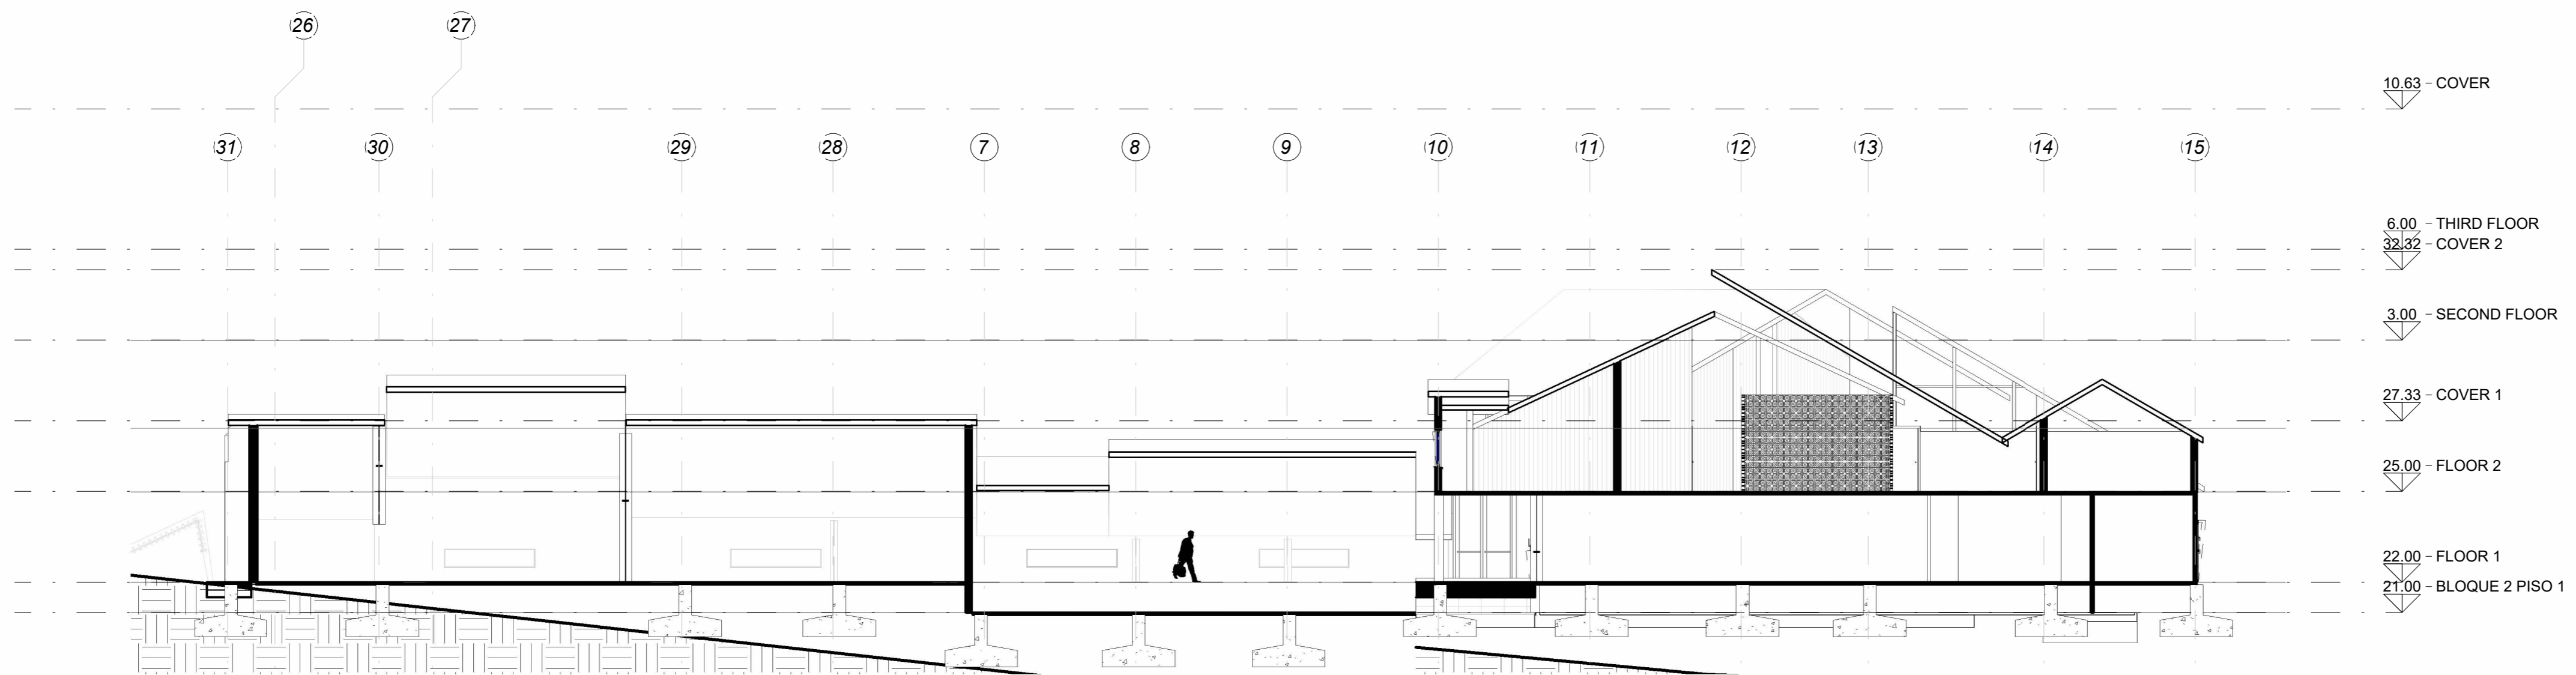 26 27
10.63 - COVER
31 30 29 28 7 8 9 10 11 12 13 14 15
6.00 - THIRD FLOOR
32.32 - COVER 2
3.00 - SECOND FLOOR
27.33 - COVER 1
25.00 - FLOOR 2
22.00 - FLOOR 1
21.00 - BLOQUE 2 PISO 1